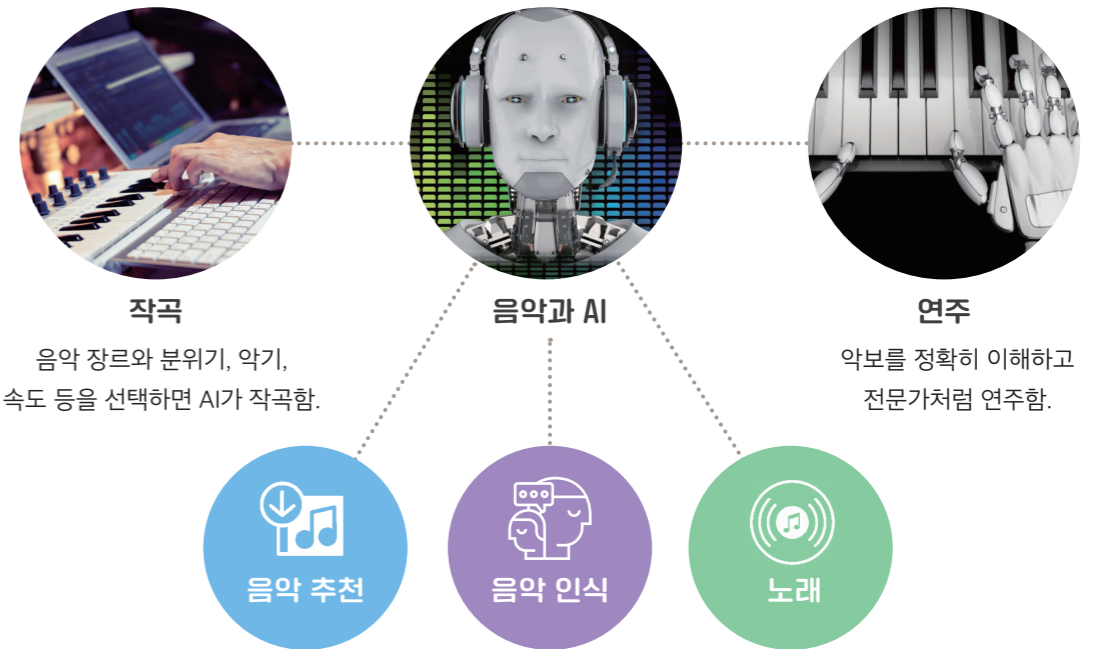 작곡
음악 장르와 분위기, 악기,
속도 등을 선택하면 AI가 작곡함.
음악과 AI
연주
악보를 정확히 이해하고
전문가처럼 연주함.
음악 추천
음악 인식
노래